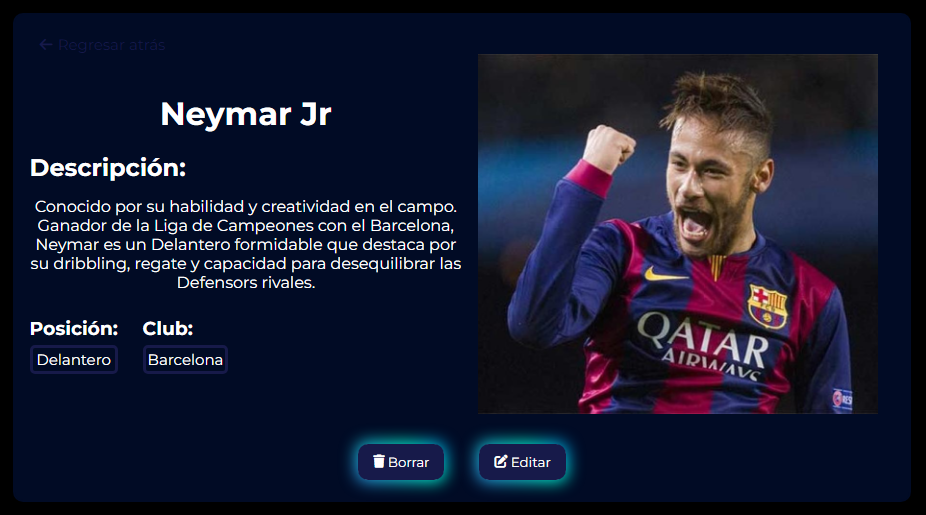 Regresar atrás
Neymar Jr
Descripción:
Conocido por su habilidad y creatividad en el campo.
Ganador de la Liga de Campeones con el Barcelona,
Neymar es un Delantero formidable que destaca por
su dribbling, regate y capacidad para desequilibrar las
Defensors rivales.
Posición: Club:
Delantero Barcelona
QATAR
AIRWAYS
Borrar Editar